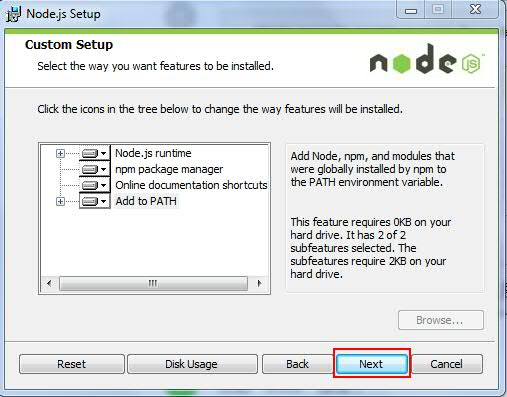 Node.js Setup
Custom Setup
Select the way you want features to be installed.
node JS
Click the icons in the tree below to change the way features will be installed.
Node.js runtime
npm package manager
Online documentation shortcuts
Add to PATH
Add Node, npm, and modules that
were globally installed by npm to
the PATH environment variable.
This feature requires 0KB on your
hard drive. It has 2 of 2
subfeatures selected. The
subfeatures require 2KB on your
hard drive.
Browse...
Reset
Disk Usage
Back
Next
Cancel